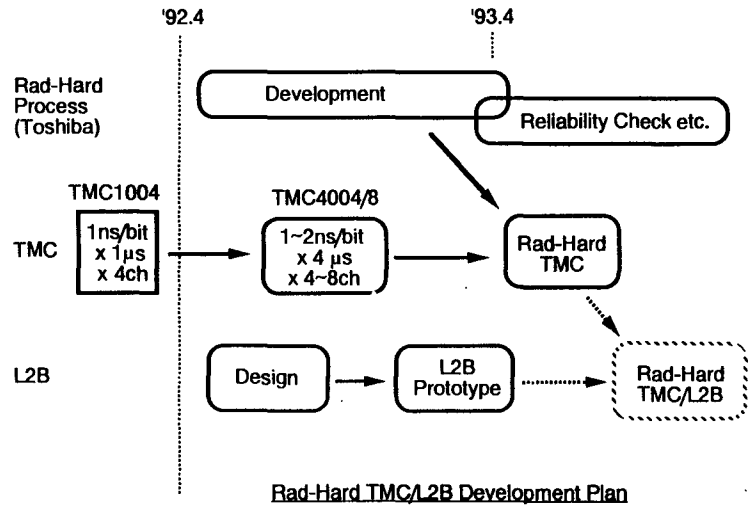 '92.4
'93.4
Rad-Hard
Process
(Toshiba)
Development
Reliability Check etc.
TMC
TMC1004
1ns/bit
x 1µs
x 4ch
TMC4004/8
1~2ns/bit
x 4 µs
x 4~8ch
Rad-Hard
TMC
L2B
Design
L2B
Prototype
Rad-Hard
TMC/L2B
Rad-Hard TMC/L2B Development Plan